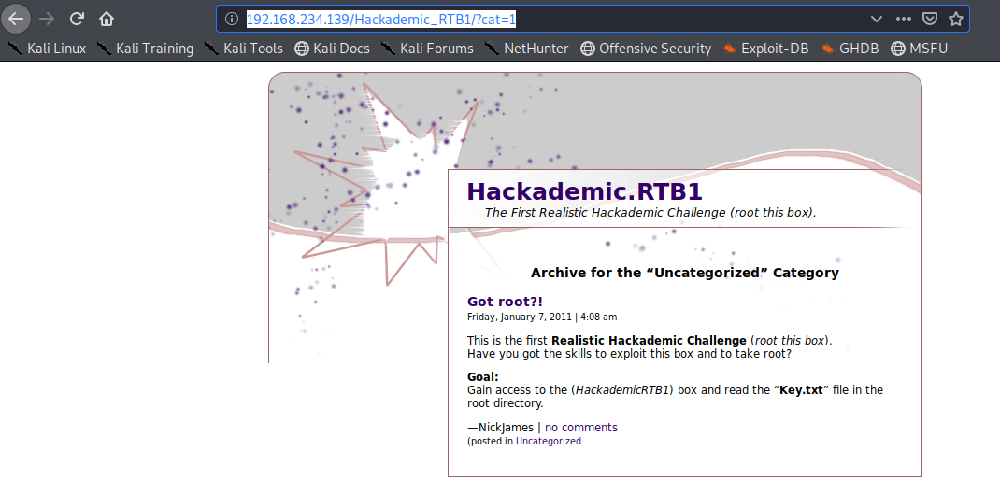 192.168.234.139/Hackademic_RTB1/?cat=1
Kali Linux Kali Training Kali Tools Kali Docs Kali Forums NetHunter Offensive Security Exploit-DB GHDB MSFU
Hackademic.RTB1
The First Realistic Hackademic Challenge (root this box).
Archive for the “Uncategorized” Category
Got root?!
Friday, January 7, 2011 | 4:08 am
This is the first Realistic Hackademic Challenge (root this box).
Have you got the skills to exploit this box and to take root?
Goal:
Gain access to the (HackademicRTB1) box and read the “Key.txt” file in the
root directory.
—NickJames | no comments
(posted in Uncategorized